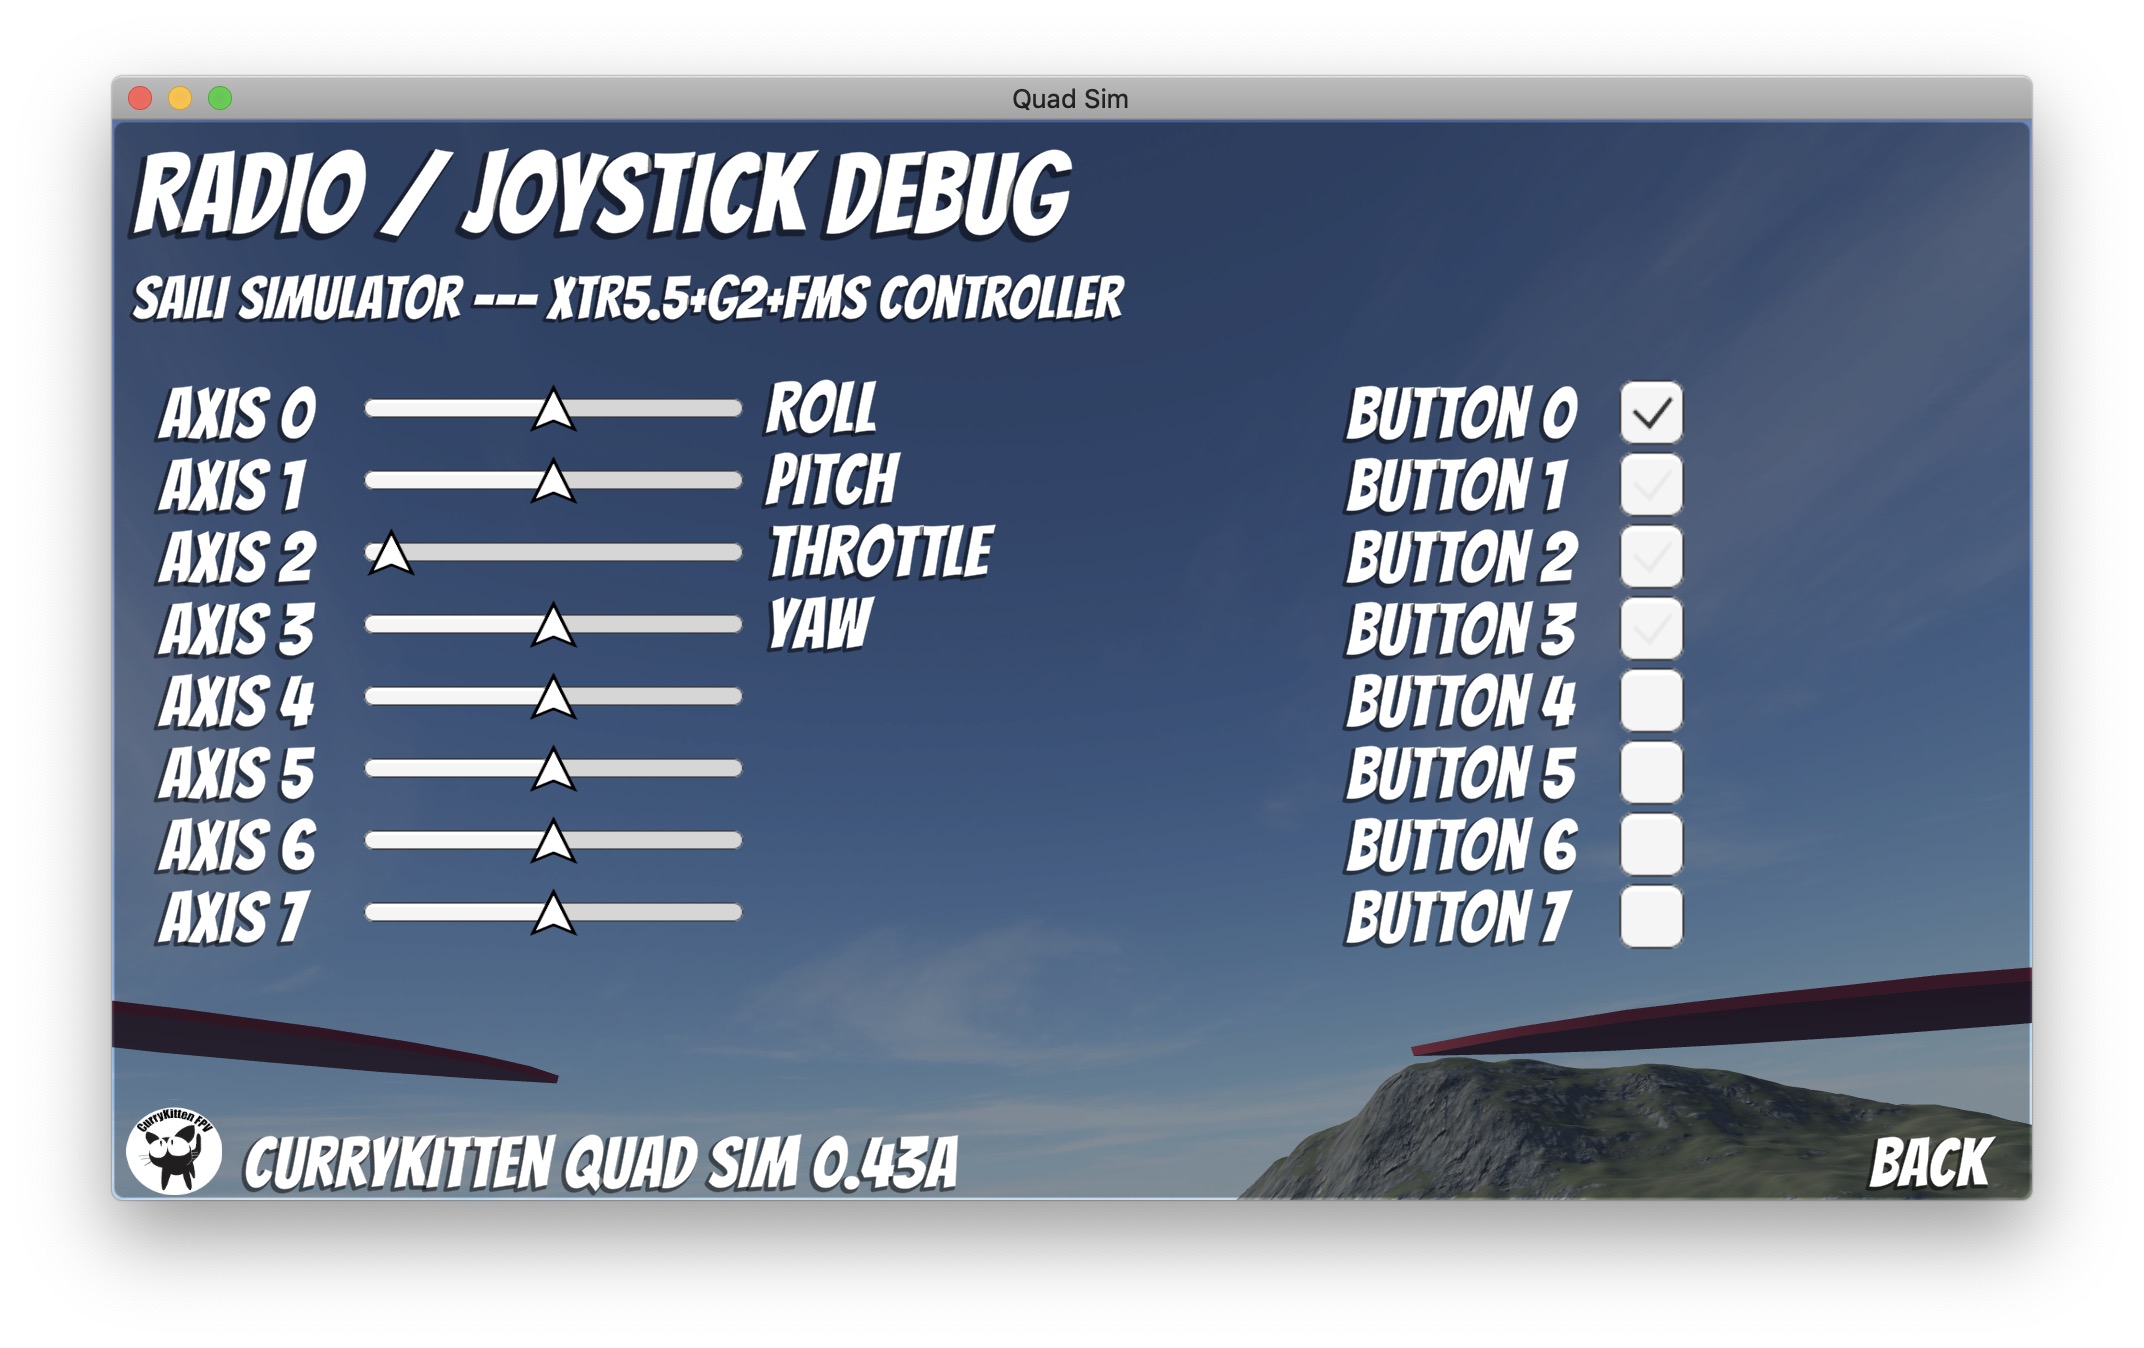 Quad Sim
RADIO / JOYSTICK DEBUG
SAILI SIMULATOR --- XTR5.5+G2+FMS CONTROLLER
AXIS 0 ROLL BUTTON 0
AXIS 1 PITCH BUTTON 1
AXIS 2 THROTTLE BUTTON 2
AXIS 3 YAW BUTTON 3
AXIS 4 BUTTON 4
AXIS 5 BUTTON 5
AXIS 6 BUTTON 6
AXIS 7 BUTTON 7
CurryKitten FPV
CURRYKITTEN QUAD SIM 0.43A
BACK